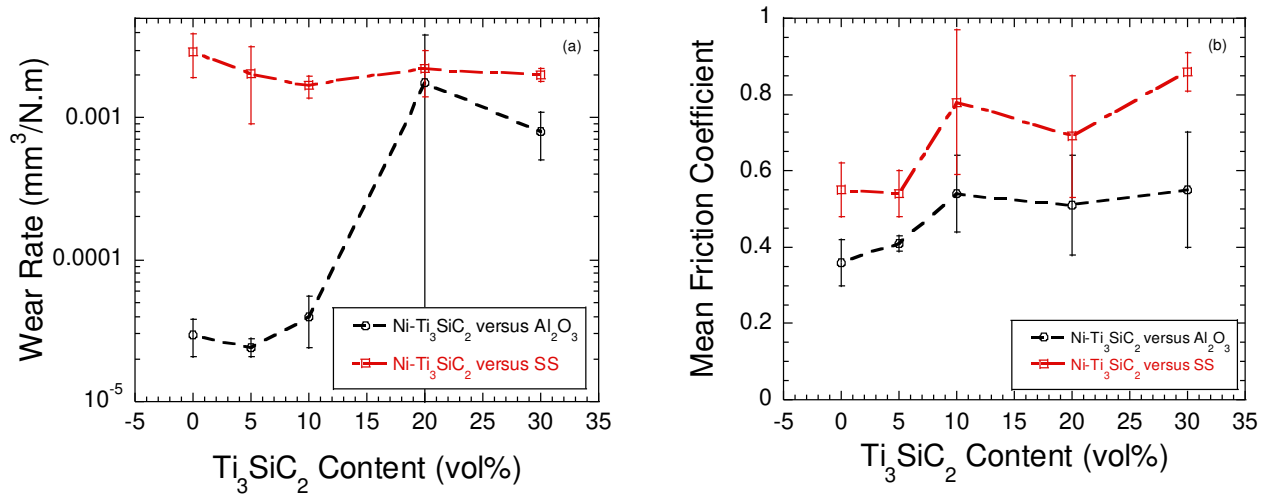 (a)
Wear Rate (mm³/N.m)
0.001
0.0001
10⁻⁵
Ni-Ti₃SiC₂ versus Al₂O₃
Ni-Ti₃SiC₂ versus SS
-5 0 5 10 15 20 25 30 35
Ti₃SiC₂ Content (vol%)
(b)
Mean Friction Coefficient
1
0.8
0.6
0.4
0.2
0
Ni-Ti₃SiC₂ versus Al₂O₃
Ni-Ti₃SiC₂ versus SS
-5 0 5 10 15 20 25 30 35
Ti₃SiC₂ Content (vol%)